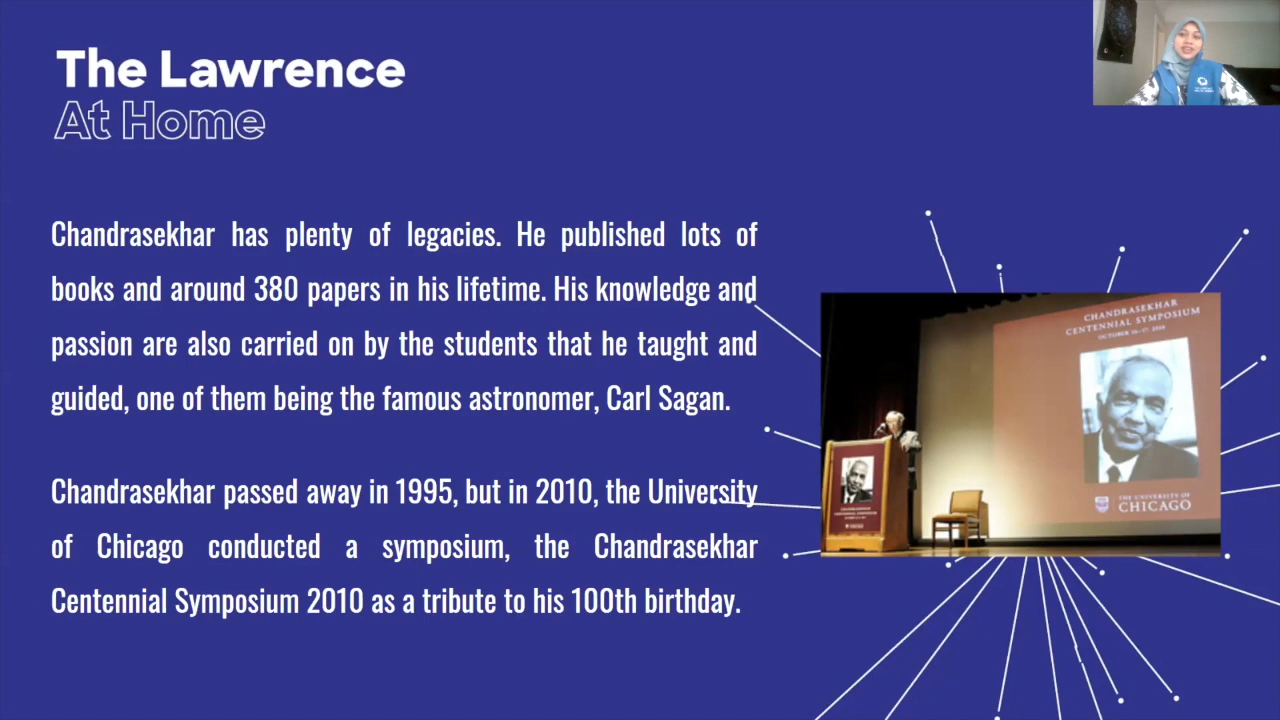 The Lawrence
At Home
Chandrasekhar has plenty of legacies. He published lots of
books and around 380 papers in his lifetime. His knowledge and
passion are also carried on by the students that he taught and
guided, one of them being the famous astronomer, Carl Sagan.
Chandrasekhar passed away in 1995, but in 2010, the University
of Chicago conducted a symposium, the Chandrasekhar
Centennial Symposium 2010 as a tribute to his 100th birthday.
CHANDRASEKHAR
CENTENNIAL SYMPOSIUM
OCTOBER 16–17, 2010
THE UNIVERSITY OF
CHICAGO